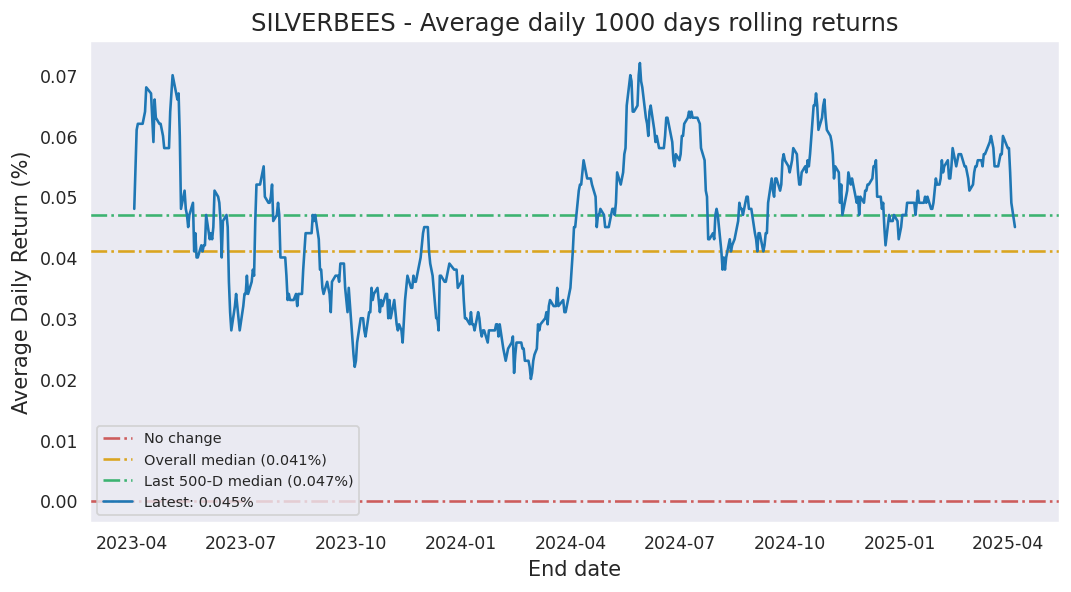 SILVERBEES - Average daily 1000 days rolling returns
Average Daily Return (%)
0.07
0.06
0.05
0.04
0.03
0.02
0.01
0.00
No change
Overall median (0.041%)
Last 500-D median (0.047%)
Latest: 0.045%
2023-04 2023-07 2023-10 2024-01 2024-04 2024-07 2024-10 2025-01 2025-04
End date